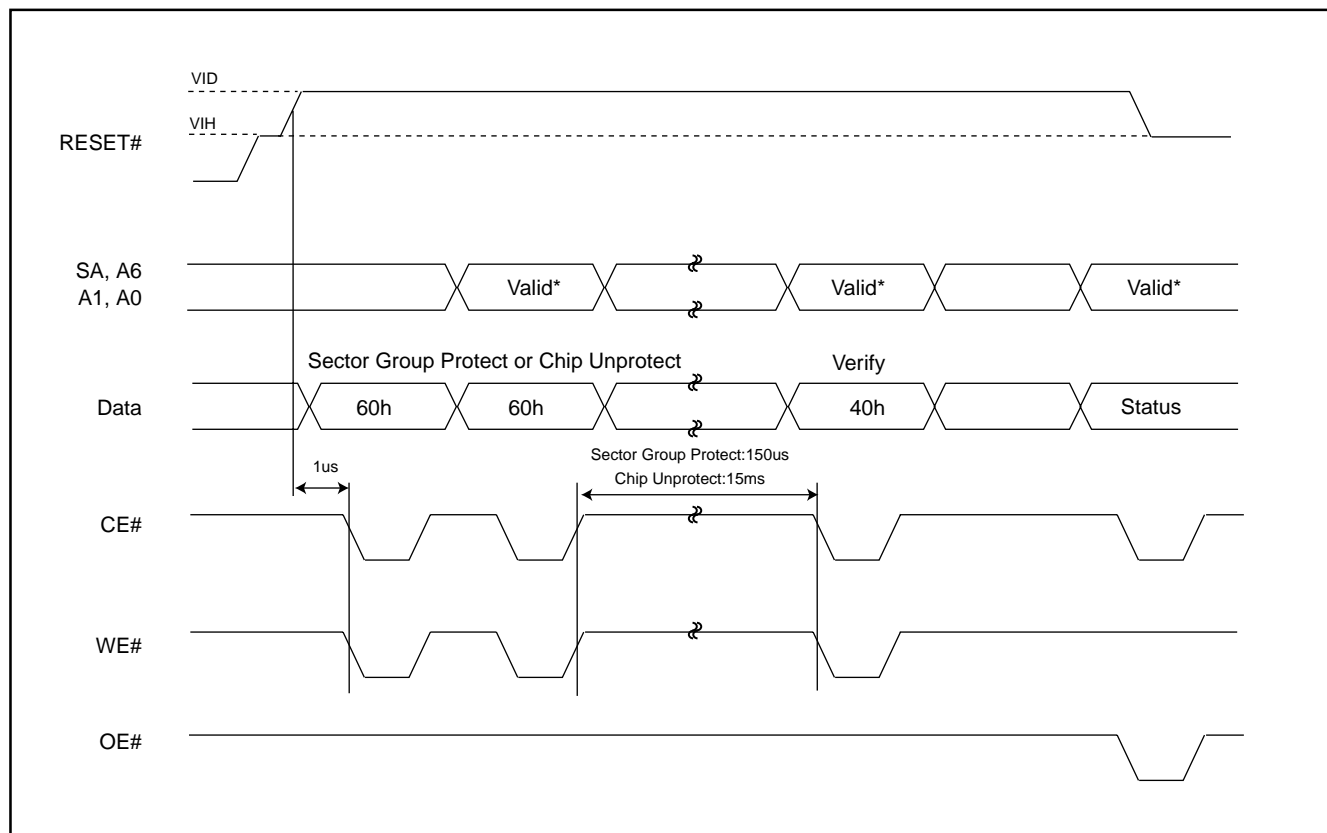 VID
VIH
RESET#
SA, A6
A1, A0
Valid*
Valid*
Valid*
Sector Group Protect or Chip Unprotect
Verify
Data
60h
60h
40h
Status
1us
Sector Group Protect:150us
Chip Unprotect:15ms
CE#
WE#
OE#